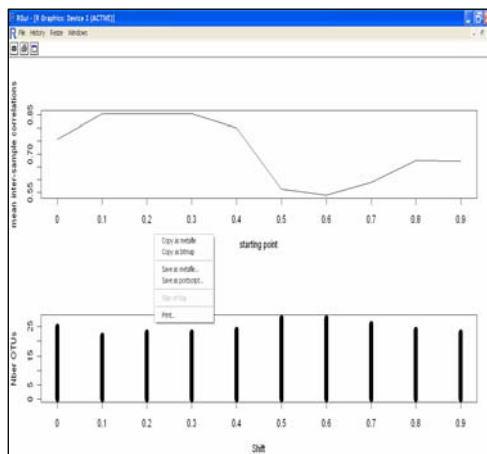 RGui - [R Graphics: Device 2 (ACTIVE)]
R File History Resize Windows
mean inter-sample correlations
0.85
0.70
0.55
0 0.1 0.2 0.3 0.4 0.5 0.6 0.7 0.8 0.9
starting point
Copy as metafile
Copy as bitmap
Save as metafile...
Save as postscript...
Stay on top
Print...
Nber OTUs
25
15
5
0
0 0.1 0.2 0.3 0.4 0.5 0.6 0.7 0.8 0.9
Shift